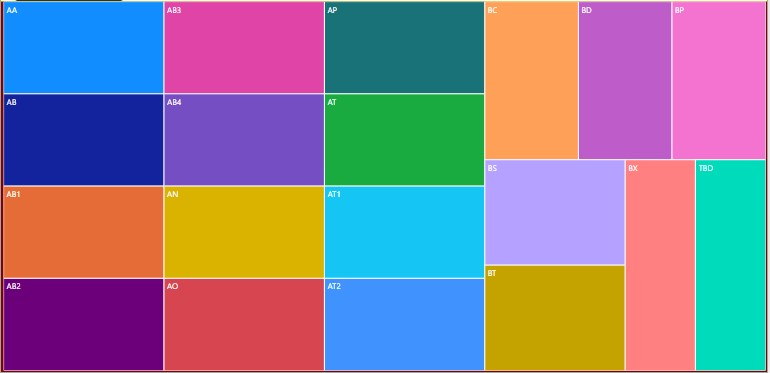 AA
AB
AB1
AB2
AB3
AB4
AN
AO
AP
AT
AT1
AT2
BC
BD
BP
BS
BT
BX
TBD